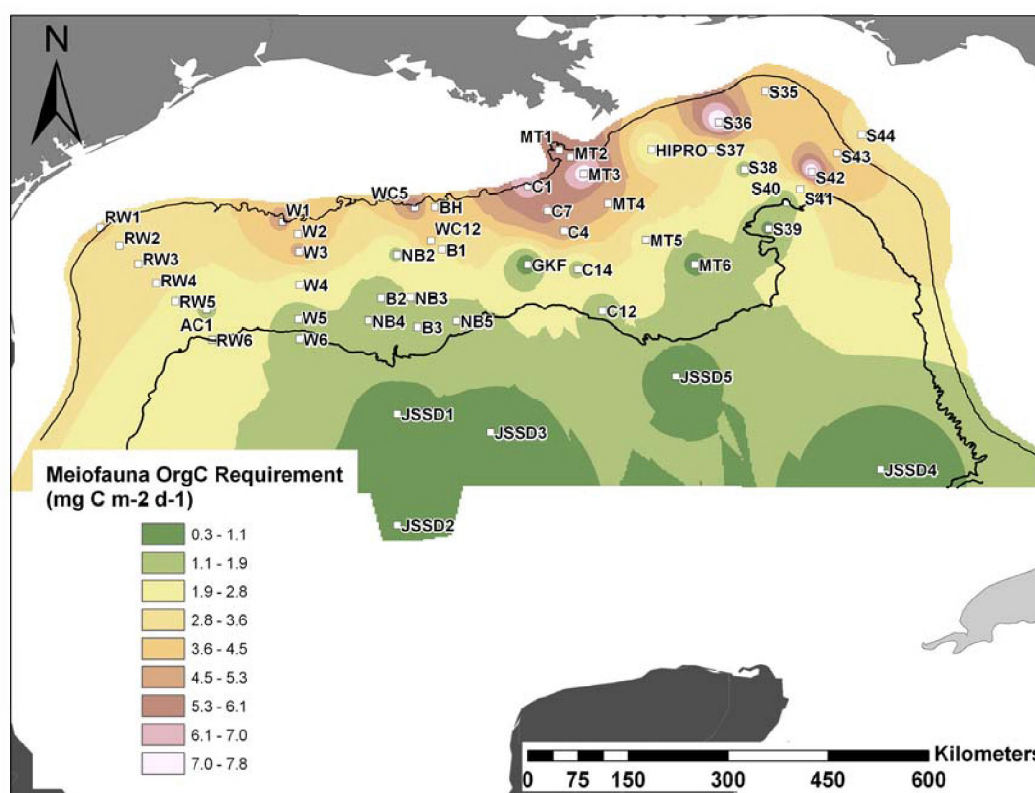 N
S35
S36
S44
MT1
MT2
HIPRO
S37
S43
MT3
S38
S42
C1
S40
S41
WC5
BH
C7
MT4
RW1
W1
W2
WC12
C4
S39
RW2
W3
NB2
B1
MT5
RW3
GKF
C14
MT6
RW4
W4
RW5
B2
NB3
AC1
W5
NB4
B3
NB5
C12
RW6
W6
JSSD5
JSSD1
JSSD3
JSSD4
JSSD2
Meiofauna OrgC Requirement
(mg C m-2 d-1)
0.3 - 1.1
1.1 - 1.9
1.9 - 2.8
2.8 - 3.6
3.6 - 4.5
4.5 - 5.3
5.3 - 6.1
6.1 - 7.0
7.0 - 7.8
Kilometers
0 75 150 300 450 600